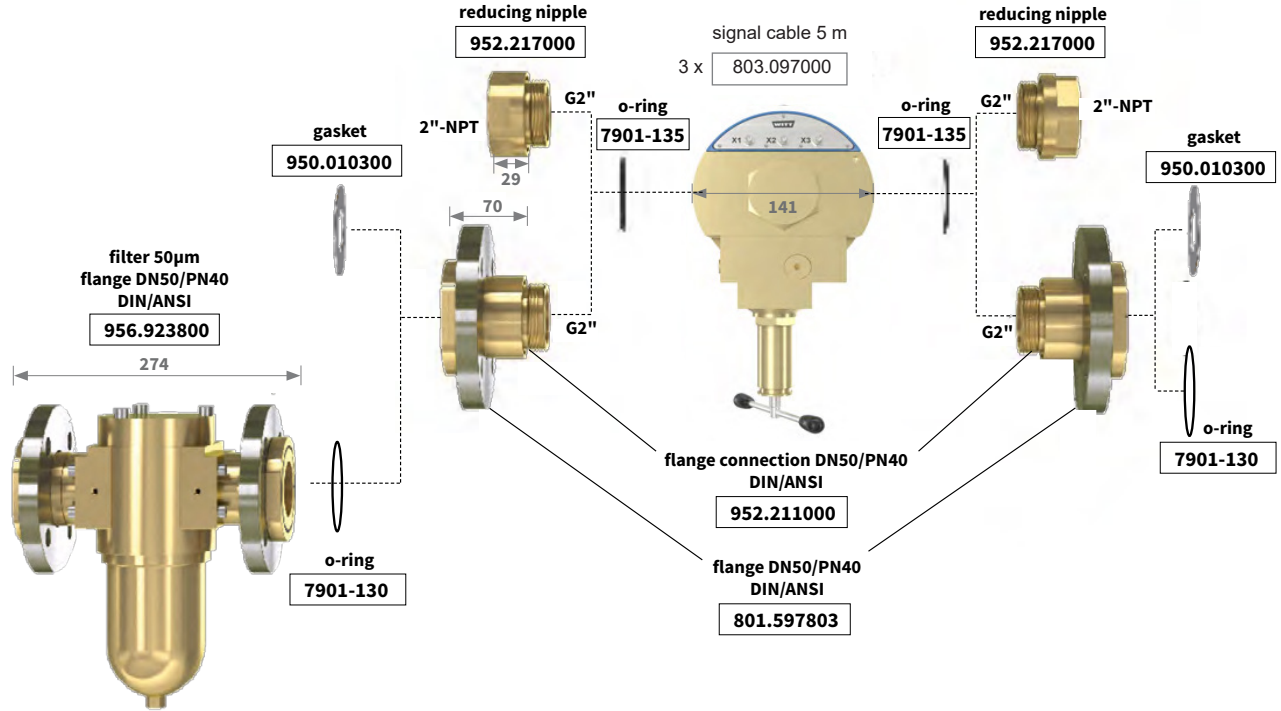 reducing nipple
952.217000
signal cable 5 m
3 x 803.097000
reducing nipple
952.217000
G2"
2"-NPT
29
o-ring
7901-135
WITT
X1 X2 X3
141
o-ring
7901-135
G2"
2"-NPT
gasket
950.010300
gasket
950.010300
70
G2"
G2"
filter 50µm
flange DN50/PN40
DIN/ANSI
956.923800
274
o-ring
7901-130
o-ring
7901-130
flange connection DN50/PN40
DIN/ANSI
952.211000
flange DN50/PN40
DIN/ANSI
801.597803